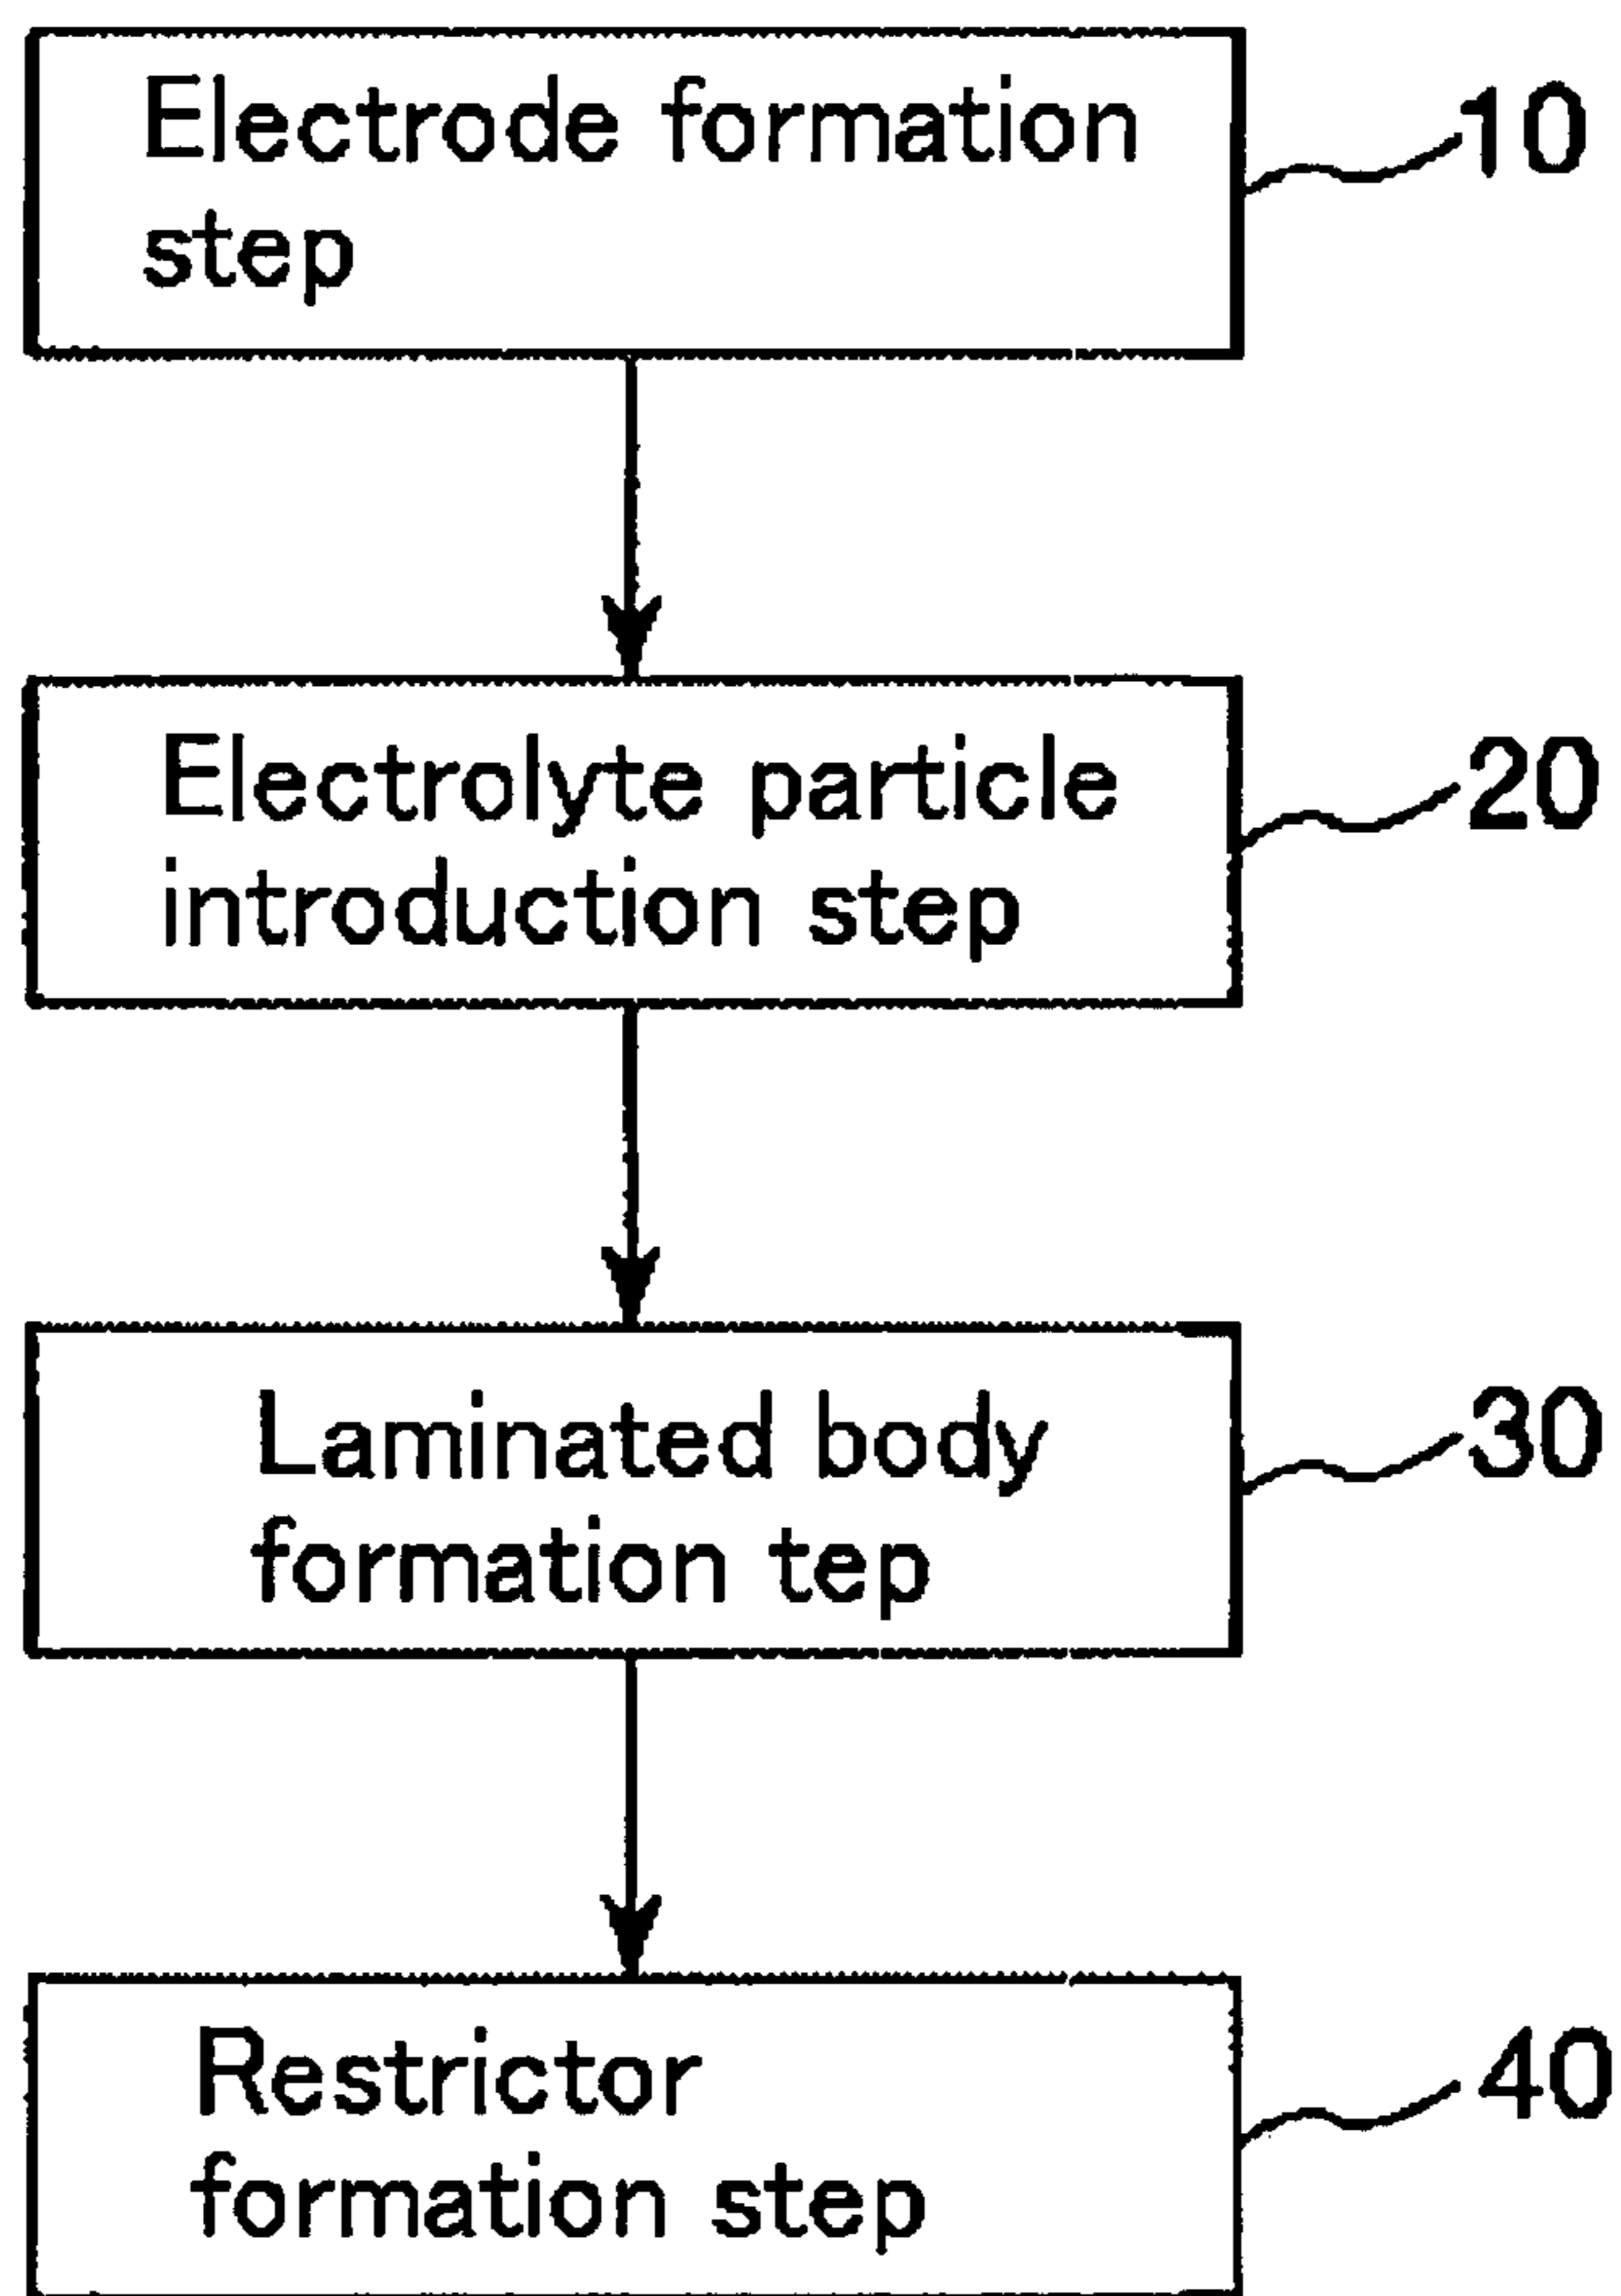 Electrode formation
step
10
Electrolyte particle
introduction step
20
Laminated body
formation tep
30
Restrictor
formation step
40